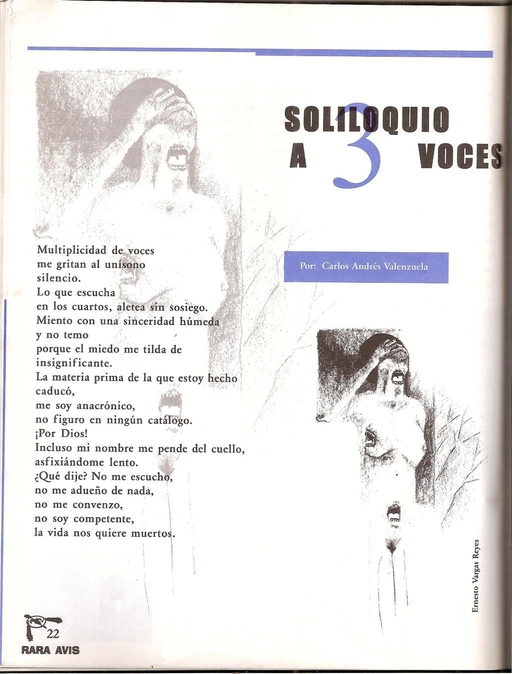 SOLILOQUIO
A 3 VOCES
Por: Carlos Andrés Valenzuela
Multiplicidad de voces
me gritan al unísono
silencio.
Lo que escucha
en los cuartos, aletea sin sosiego.
Miento con una sinceridad húmeda
y no temo
porque el miedo me tilda de
insignificante.
La materia prima de la que estoy hecho
caducó,
me soy anacrónico,
no figuro en ningún catálogo.
¡Por Dios!
Incluso mi nombre me pende del cuello,
asfixiándome lento.
¿Qué dije? No me escucho,
no me adueño de nada,
no me convenzo,
no soy competente,
la vida nos quiere muertos.
Ernesto Vargas Reyes
22
RARA AVIS